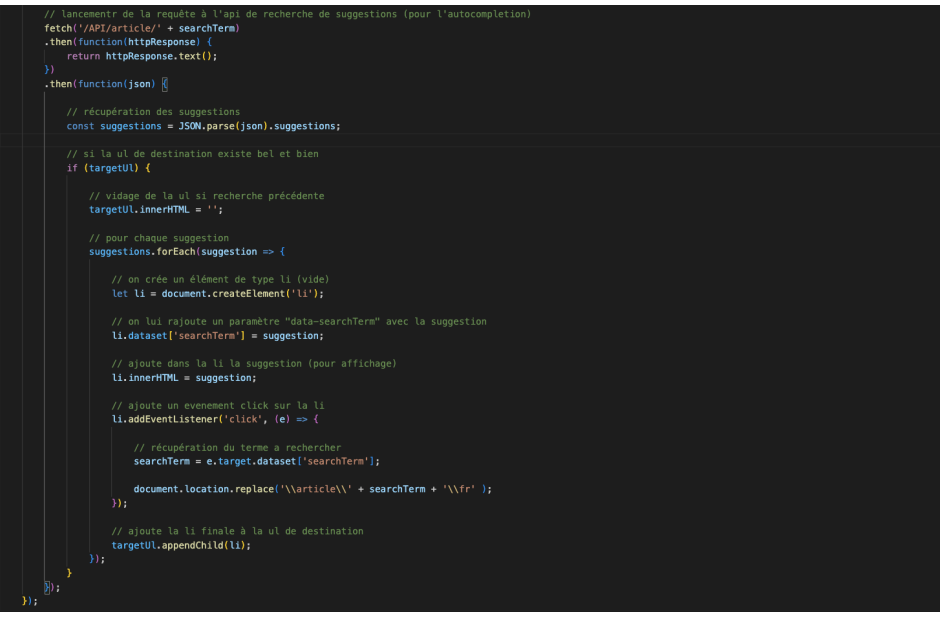 // lancementr de la requête à l'api de recherche de suggestions (pour l'autocompletion)
fetch('/API/article/' + searchTerm)
.then(function(httpResponse) {
return httpResponse.text();
})
.then(function(json) {
// récupération des suggestions
const suggestions = JSON.parse(json).suggestions;
// si la ul de destination existe bel et bien
if (targetUl) {
// vidage de la ul si recherche précédente
targetUl.innerHTML = '';
// pour chaque suggestion
suggestions.forEach(suggestion => {
// on crée un élément de type li (vide)
let li = document.createElement('li');
// on lui rajoute un paramètre "data-searchTerm" avec la suggestion
li.dataset['searchTerm'] = suggestion;
// ajoute dans la li la suggestion (pour affichage)
li.innerHTML = suggestion;
// ajoute un evenement click sur la li
li.addEventListener('click', (e) => {
// récupération du terme a rechercher
searchTerm = e.target.dataset['searchTerm'];
document.location.replace('\\article\\' + searchTerm + '\\fr' );
});
// ajoute la li finale à la ul de destination
targetUl.appendChild(li);
});
}
});
});